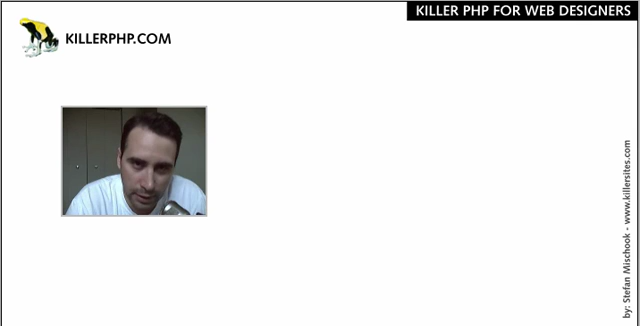 KILLER PHP FOR WEB DESIGNERS
KILLERPHP.COM
by: Stefan Mischook - www.killersites.com